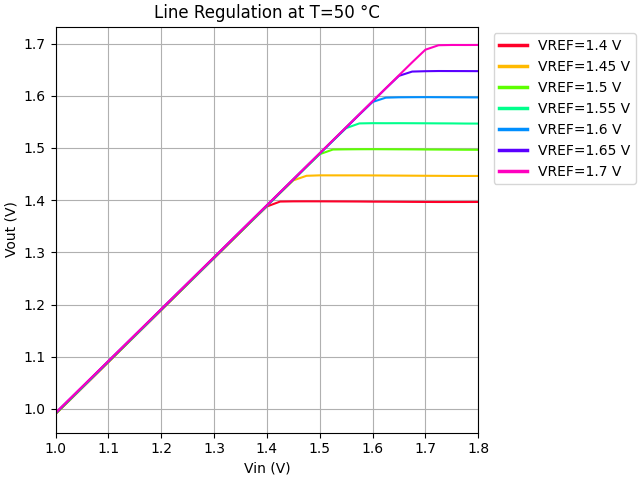 Line Regulation at T=50 °C
1.7
1.6
1.5
1.4
1.3
1.2
1.1
1.0
Vout (V)
1.0 1.1 1.2 1.3 1.4 1.5 1.6 1.7 1.8
Vin (V)
VREF=1.4 V
VREF=1.45 V
VREF=1.5 V
VREF=1.55 V
VREF=1.6 V
VREF=1.65 V
VREF=1.7 V